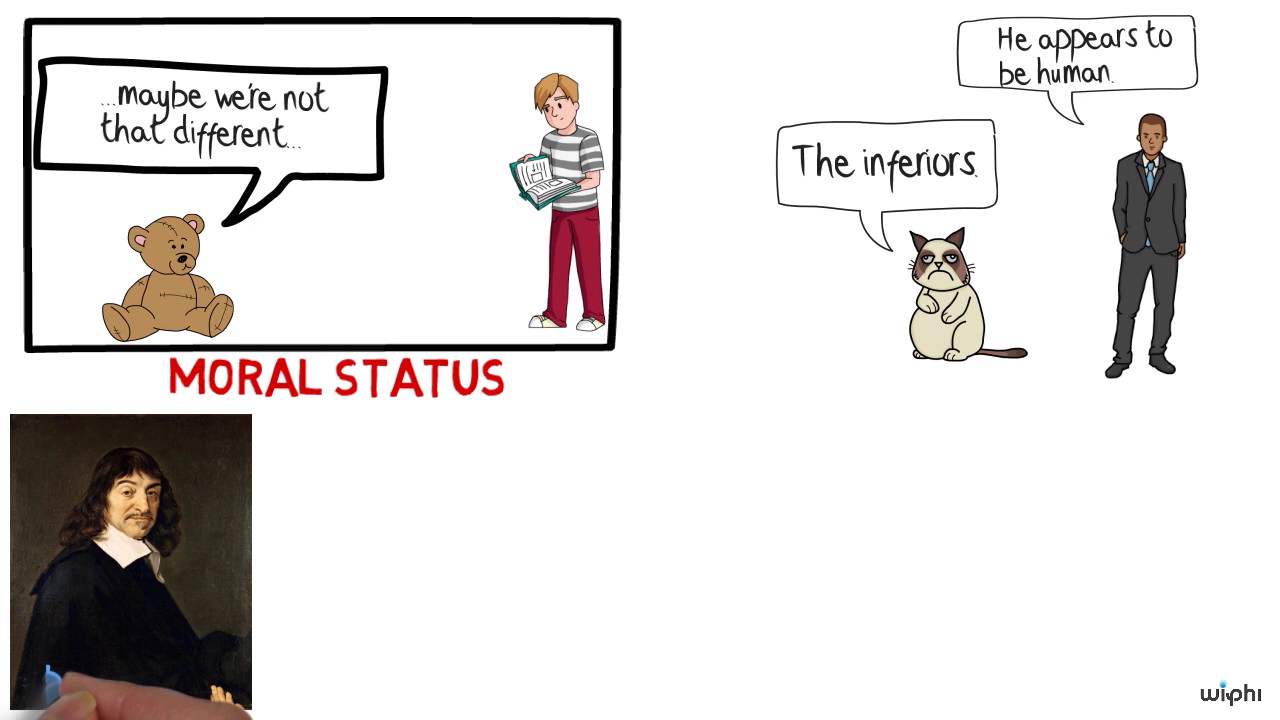 ...maybe we're not
that different...
MORAL STATUS
He appears to
be human.
The inferiors.
wiphi